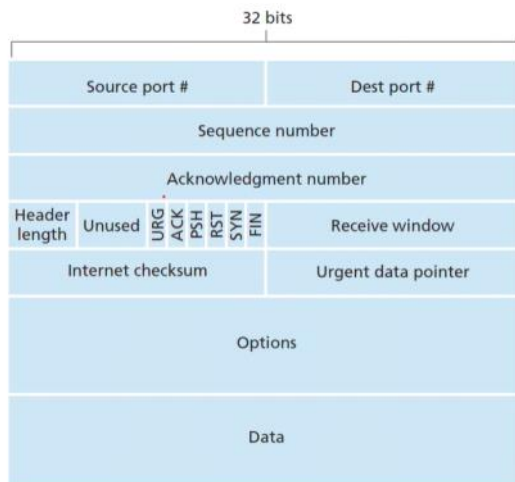 32 bits
Source port # Dest port #
Sequence number
Acknowledgment number
Header length Unused URG ACK PSH RST SYN FIN Receive window
Internet checksum Urgent data pointer
Options
Data